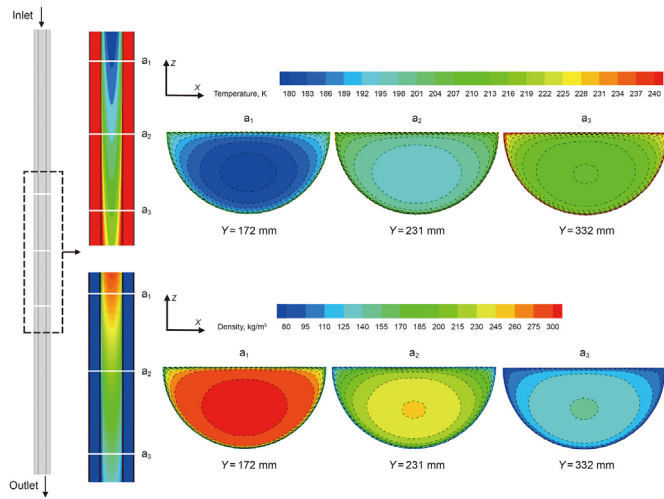 Inlet
a1
a2
a3
Z
X
Temperature, K
180 183 186 189 192 195 198 201 204 207 210 213 216 219 222 225 228 231 234 237 240
a1 a2 a3
Y = 172 mm Y = 231 mm Y = 332 mm
a1
a2
a3
Z
X
Density, kg/m³
80 95 110 125 140 155 170 185 200 215 230 245 260 275 300
a1 a2 a3
Y = 172 mm Y = 231 mm Y = 332 mm
Outlet